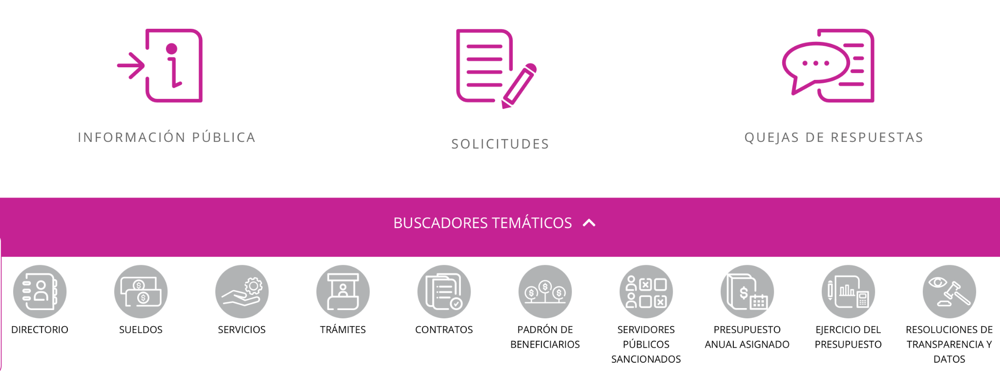 INFORMACIÓN PÚBLICA
SOLICITUDES
QUEJAS DE RESPUESTAS
BUSCADORES TEMÁTICOS
DIRECTORIO
SUELDOS
SERVICIOS
TRÁMITES
CONTRATOS
PADRÓN DE
BENEFICIARIOS
SERVIDORES
PÚBLICOS
SANCIONADOS
PRESUPUESTO
ANUAL ASIGNADO
EJERCICIO DEL
PRESUPUESTO
RESOLUCIONES DE
TRANSPARENCIA Y
DATOS